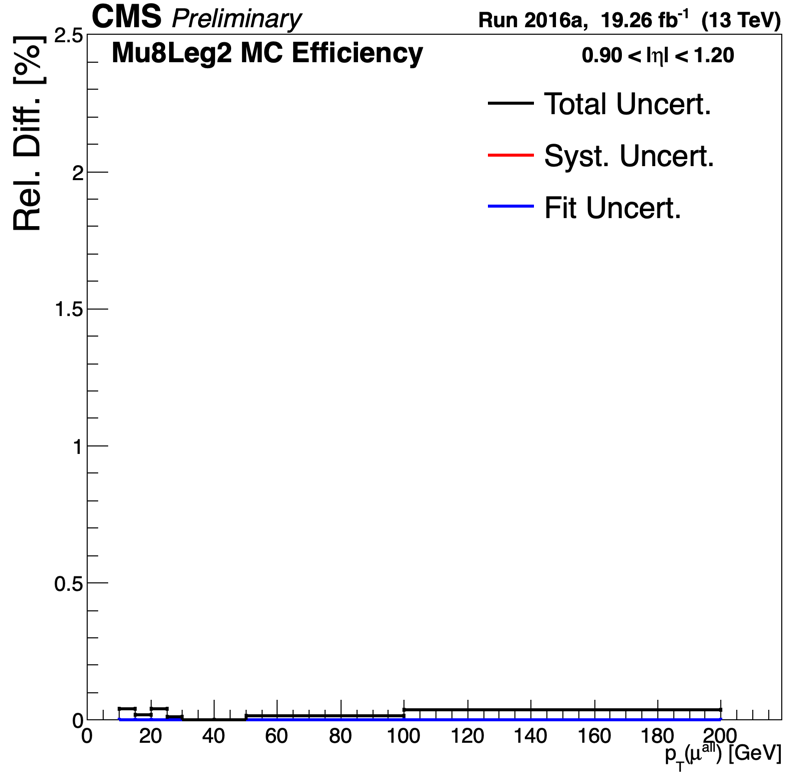 CMS Preliminary Run 2016a, 19.26 fb⁻¹ (13 TeV)
Mu8Leg2 MC Efficiency 0.90 < |η| < 1.20
Total Uncert.
Syst. Uncert.
Fit Uncert.
Rel. Diff. [%]
2.5
2
1.5
1
0.5
0
0 20 40 60 80 100 120 140 160 180 200
p_T(μ^all) [GeV]